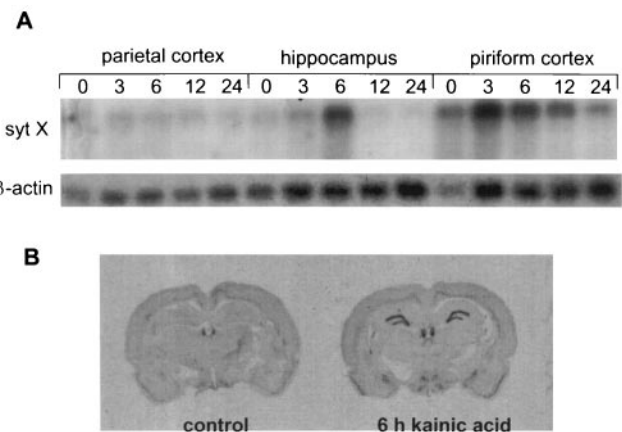 A
parietal cortex hippocampus piriform cortex
0 3 6 12 24 0 3 6 12 24 0 3 6 12 24
syt X
β-actin
B
control 6 h kainic acid